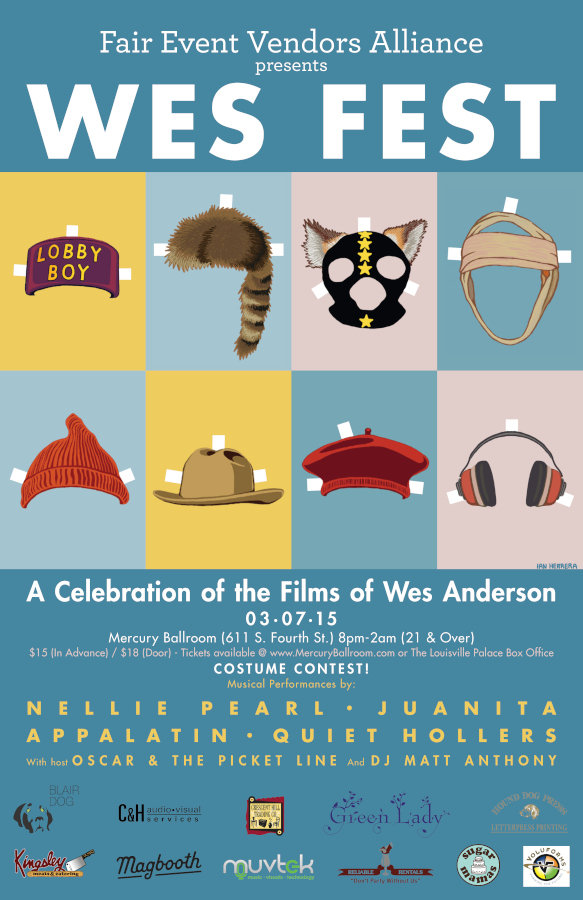 Fair Event Vendors Alliance
presents
WES FEST
LOBBY
BOY
IAN HERRERA
A Celebration of the Films of Wes Anderson
03·07·15
Mercury Ballroom (611 S. Fourth St.) 8pm-2am (21 & Over)
$15 (In Advance) / $18 (Door) - Tickets available @ www.MercuryBallroom.com or The Louisville Palace Box Office
COSTUME CONTEST!
Musical Performances by:
NELLIE PEARL · JUANITA
APPALATIN · QUIET HOLLERS
With host OSCAR & THE PICKET LINE And DJ MATT ANTHONY
BLAIR
DOG
C&H audio·visual
services
CRESCENT HILL
TRADING CO.
Green Lady
HOUND DOG PRESS
LETTERPRESS PRINTING
Kingsley
meats & catering
Magbooth
muvtek
music · visuals · technology
RELIABLE RENTALS
"Don't Party Without Us"
sugar
mamas
VOLUFORMS